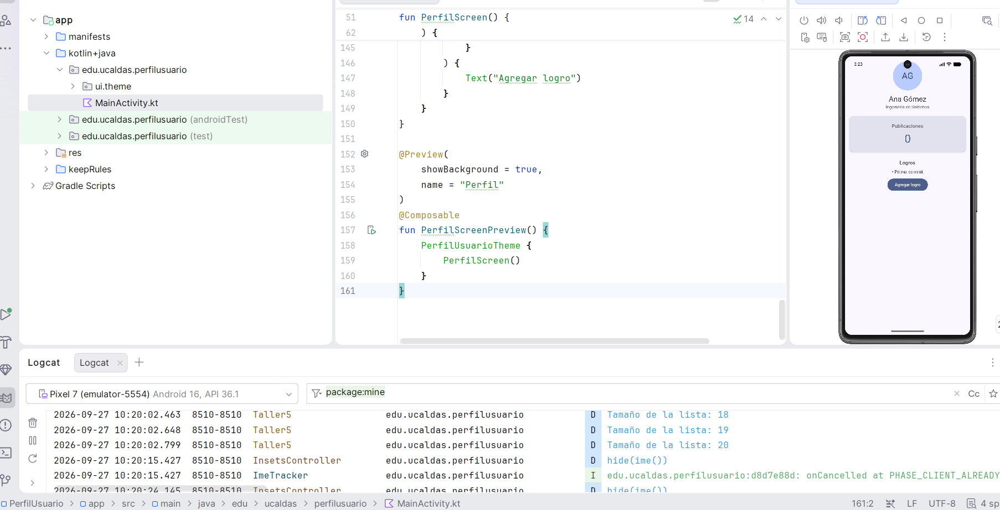 app
manifests
kotlin+java
edu.ucaldas.perfilusuario
ui.theme
MainActivity.kt
edu.ucaldas.perfilusuario (androidTest)
edu.ucaldas.perfilusuario (test)
res
keepRules
Gradle Scripts
51 fun PerfilScreen() {
62 ) {
14
145 }
146 ) {
147 Text("Agregar logro")
148 }
149 }
150 }
151
152 @Preview(
153 showBackground = true,
154 name = "Perfil"
155 )
156 @Composable
157 fun PerfilScreenPreview() {
158 PerfilUsuarioTheme {
159 PerfilScreen()
160 }
161 }
3:23
AG
Ana Gómez
Ingeniería de Sistemas
Publicaciones
0
Logros
• Primer commit
Agregar logro
Logcat
Logcat
Pixel 7 (emulator-5554) Android 16, API 36.1
package:mine
Cc
2026-09-27 10:20:02.463 8510-8510 Taller5 edu.ucaldas.perfilusuario D Tamaño de la lista: 18
2026-09-27 10:20:02.648 8510-8510 Taller5 edu.ucaldas.perfilusuario D Tamaño de la lista: 19
2026-09-27 10:20:02.799 8510-8510 Taller5 edu.ucaldas.perfilusuario D Tamaño de la lista: 20
2026-09-27 10:20:15.427 8510-8510 InsetsController edu.ucaldas.perfilusuario D hide(ime())
2026-09-27 10:20:15.427 8510-8510 ImeTracker edu.ucaldas.perfilusuario I edu.ucaldas.perfilusuario:d8d7e88d: onCancelled at PHASE_CLIENT_ALREADY
2026-09-27 10:20:24.145 8510-8510 InsetsController edu.ucaldas.perfilusuario D hide(ime())
PerfilUsuario > app > src > main > java > edu > ucaldas > perfilusuario > MainActivity.kt
161:2 LF UTF-8 4 sp